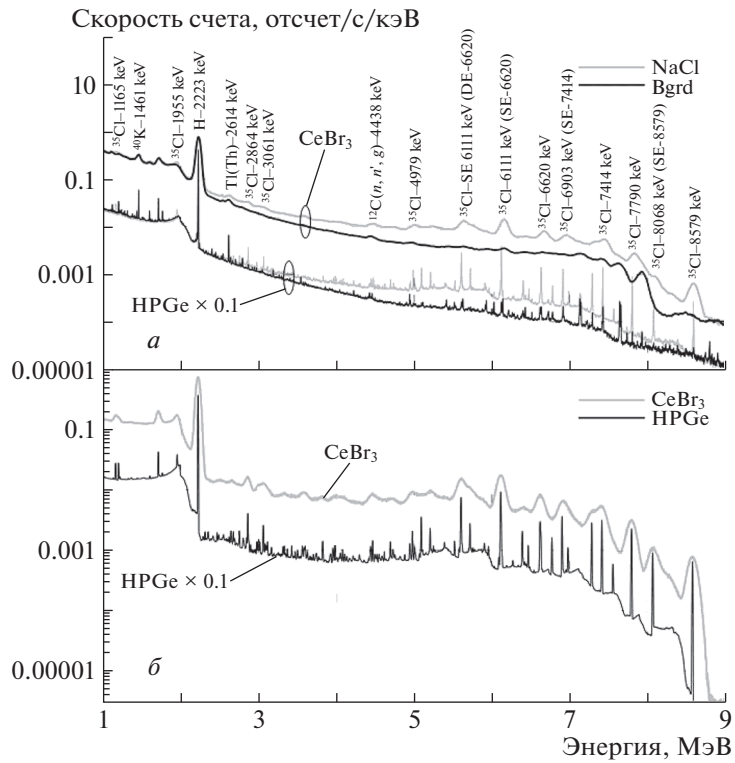 Скорость счета, отсчет/с/кэВ
10
0.1
0.001
0.00001
NaCl
Bgrd
³⁵Cl–1165 keV
⁴⁰K–1461 keV
³⁵Cl–1955 keV
H–2223 keV
Tl(Th)–2614 keV
³⁵Cl–2864 keV
³⁵Cl–3061 keV
¹²C(n, n', g)–4438 keV
³⁵Cl–4979 keV
³⁵Cl–SE 6111 keV (DE-6620)
³⁵Cl–6111 keV (SE-6620)
³⁵Cl–6620 keV
³⁵Cl–6903 keV (SE-7414)
³⁵Cl–7414 keV
³⁵Cl–7790 keV
³⁵Cl–8068 keV (SE-8579)
³⁵Cl–8579 keV
CeBr₃
HPGe × 0.1
а
CeBr₃
HPGe
0.1
0.001
0.00001
CeBr₃
HPGe × 0.1
б
1
3
5
7
9
Энергия, МэВ